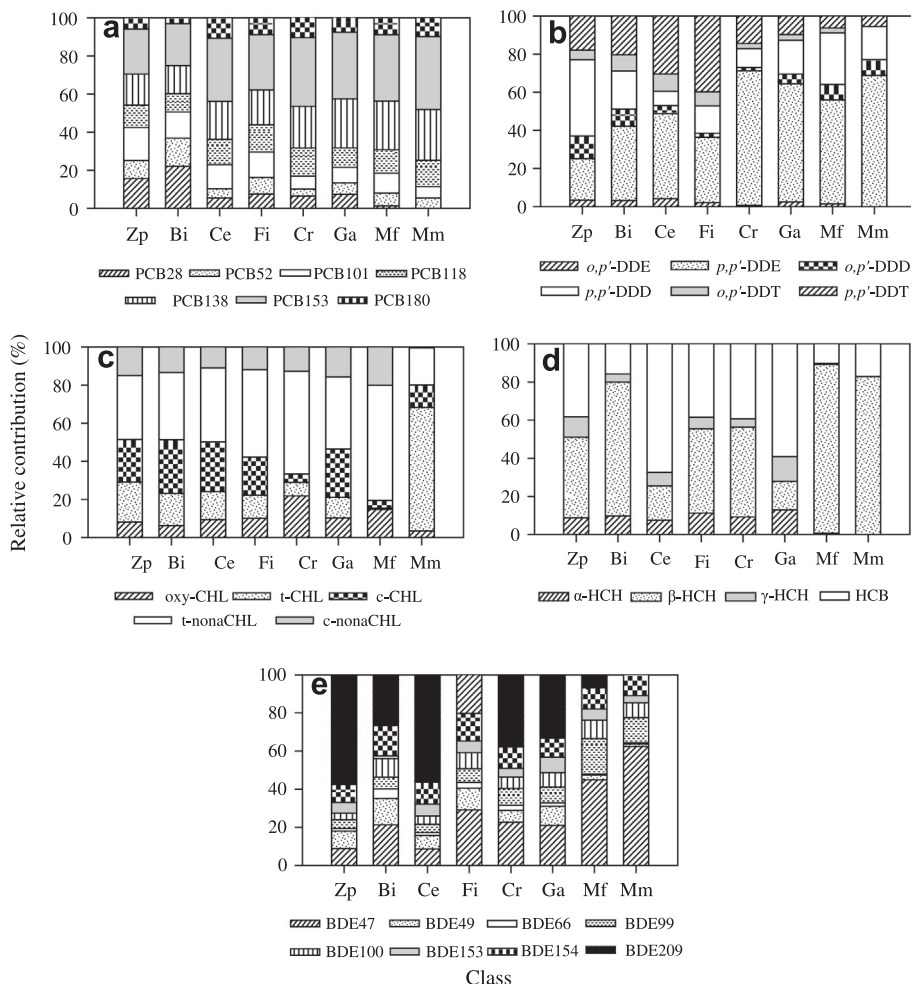 a b
100 100
80 80
60 60
40 40
20 20
0 0
Zp Bi Ce Fi Cr Ga Mf Mm Zp Bi Ce Fi Cr Ga Mf Mm
PCB28 PCB52 PCB101 PCB118 o,p'-DDE p,p'-DDE o,p'-DDD
PCB138 PCB153 PCB180 p,p'-DDD o,p'-DDT p,p'-DDT
Relative contribution (%)
c d
100 100
80 80
60 60
40 40
20 20
0 0
Zp Bi Ce Fi Cr Ga Mf Mm Zp Bi Ce Fi Cr Ga Mf Mm
oxy-CHL t-CHL c-CHL α-HCH β-HCH γ-HCH HCB
t-nonaCHL c-nonaCHL
e
100
80
60
40
20
0
Zp Bi Ce Fi Cr Ga Mf Mm
BDE47 BDE49 BDE66 BDE99
BDE100 BDE153 BDE154 BDE209
Class